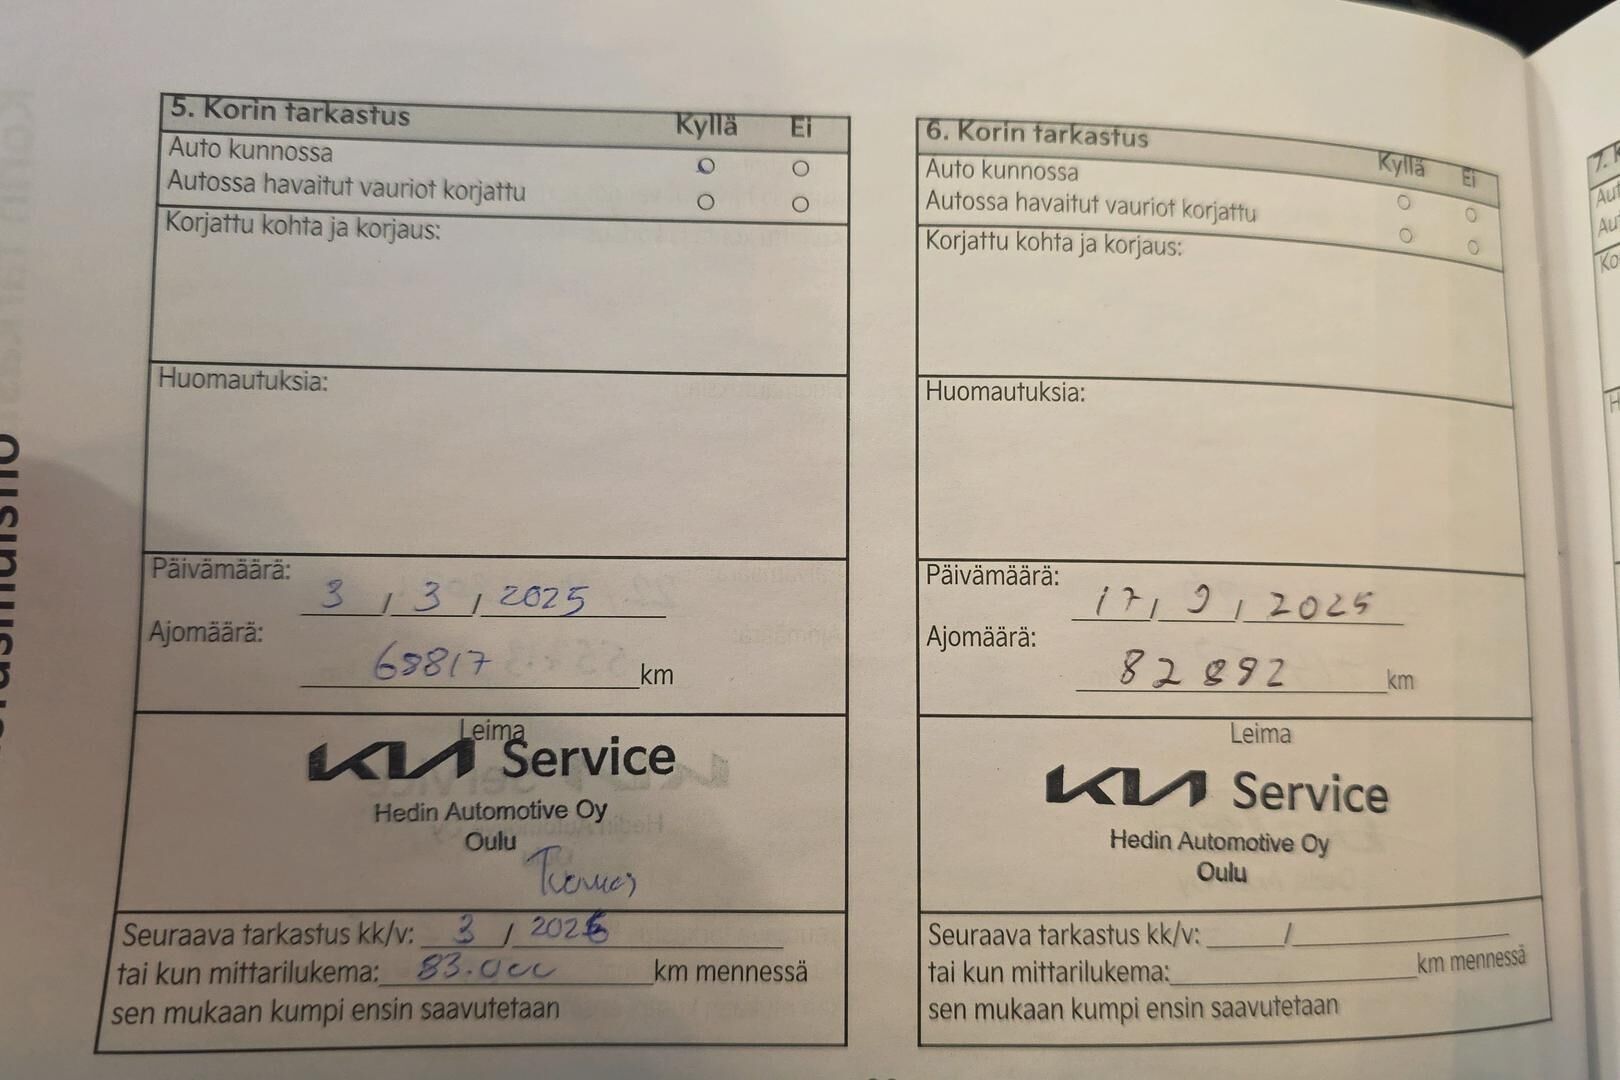 5. Korin tarkastus Kyllä Ei
Auto kunnossa
Autossa havaitut vauriot korjattu
Korjattu kohta ja korjaus:
Huomautuksia:
Päivämäärä: 3 / 3 / 2025
Ajomäärä: 68817 km
Leima
KIA Service
Hedin Automotive Oy
Oulu
Seuraava tarkastus kk/v: 3 / 2026
tai kun mittarilukema: 83.000 km mennessä
sen mukaan kumpi ensin saavutetaan
6. Korin tarkastus Kyllä Ei
Auto kunnossa
Autossa havaitut vauriot korjattu
Korjattu kohta ja korjaus:
Huomautuksia:
Päivämäärä: 17 / 9 / 2025
Ajomäärä: 82892 km
Leima
KIA Service
Hedin Automotive Oy
Oulu
Seuraava tarkastus kk/v: /
tai kun mittarilukema: km mennessä
sen mukaan kumpi ensin saavutetaan
7.